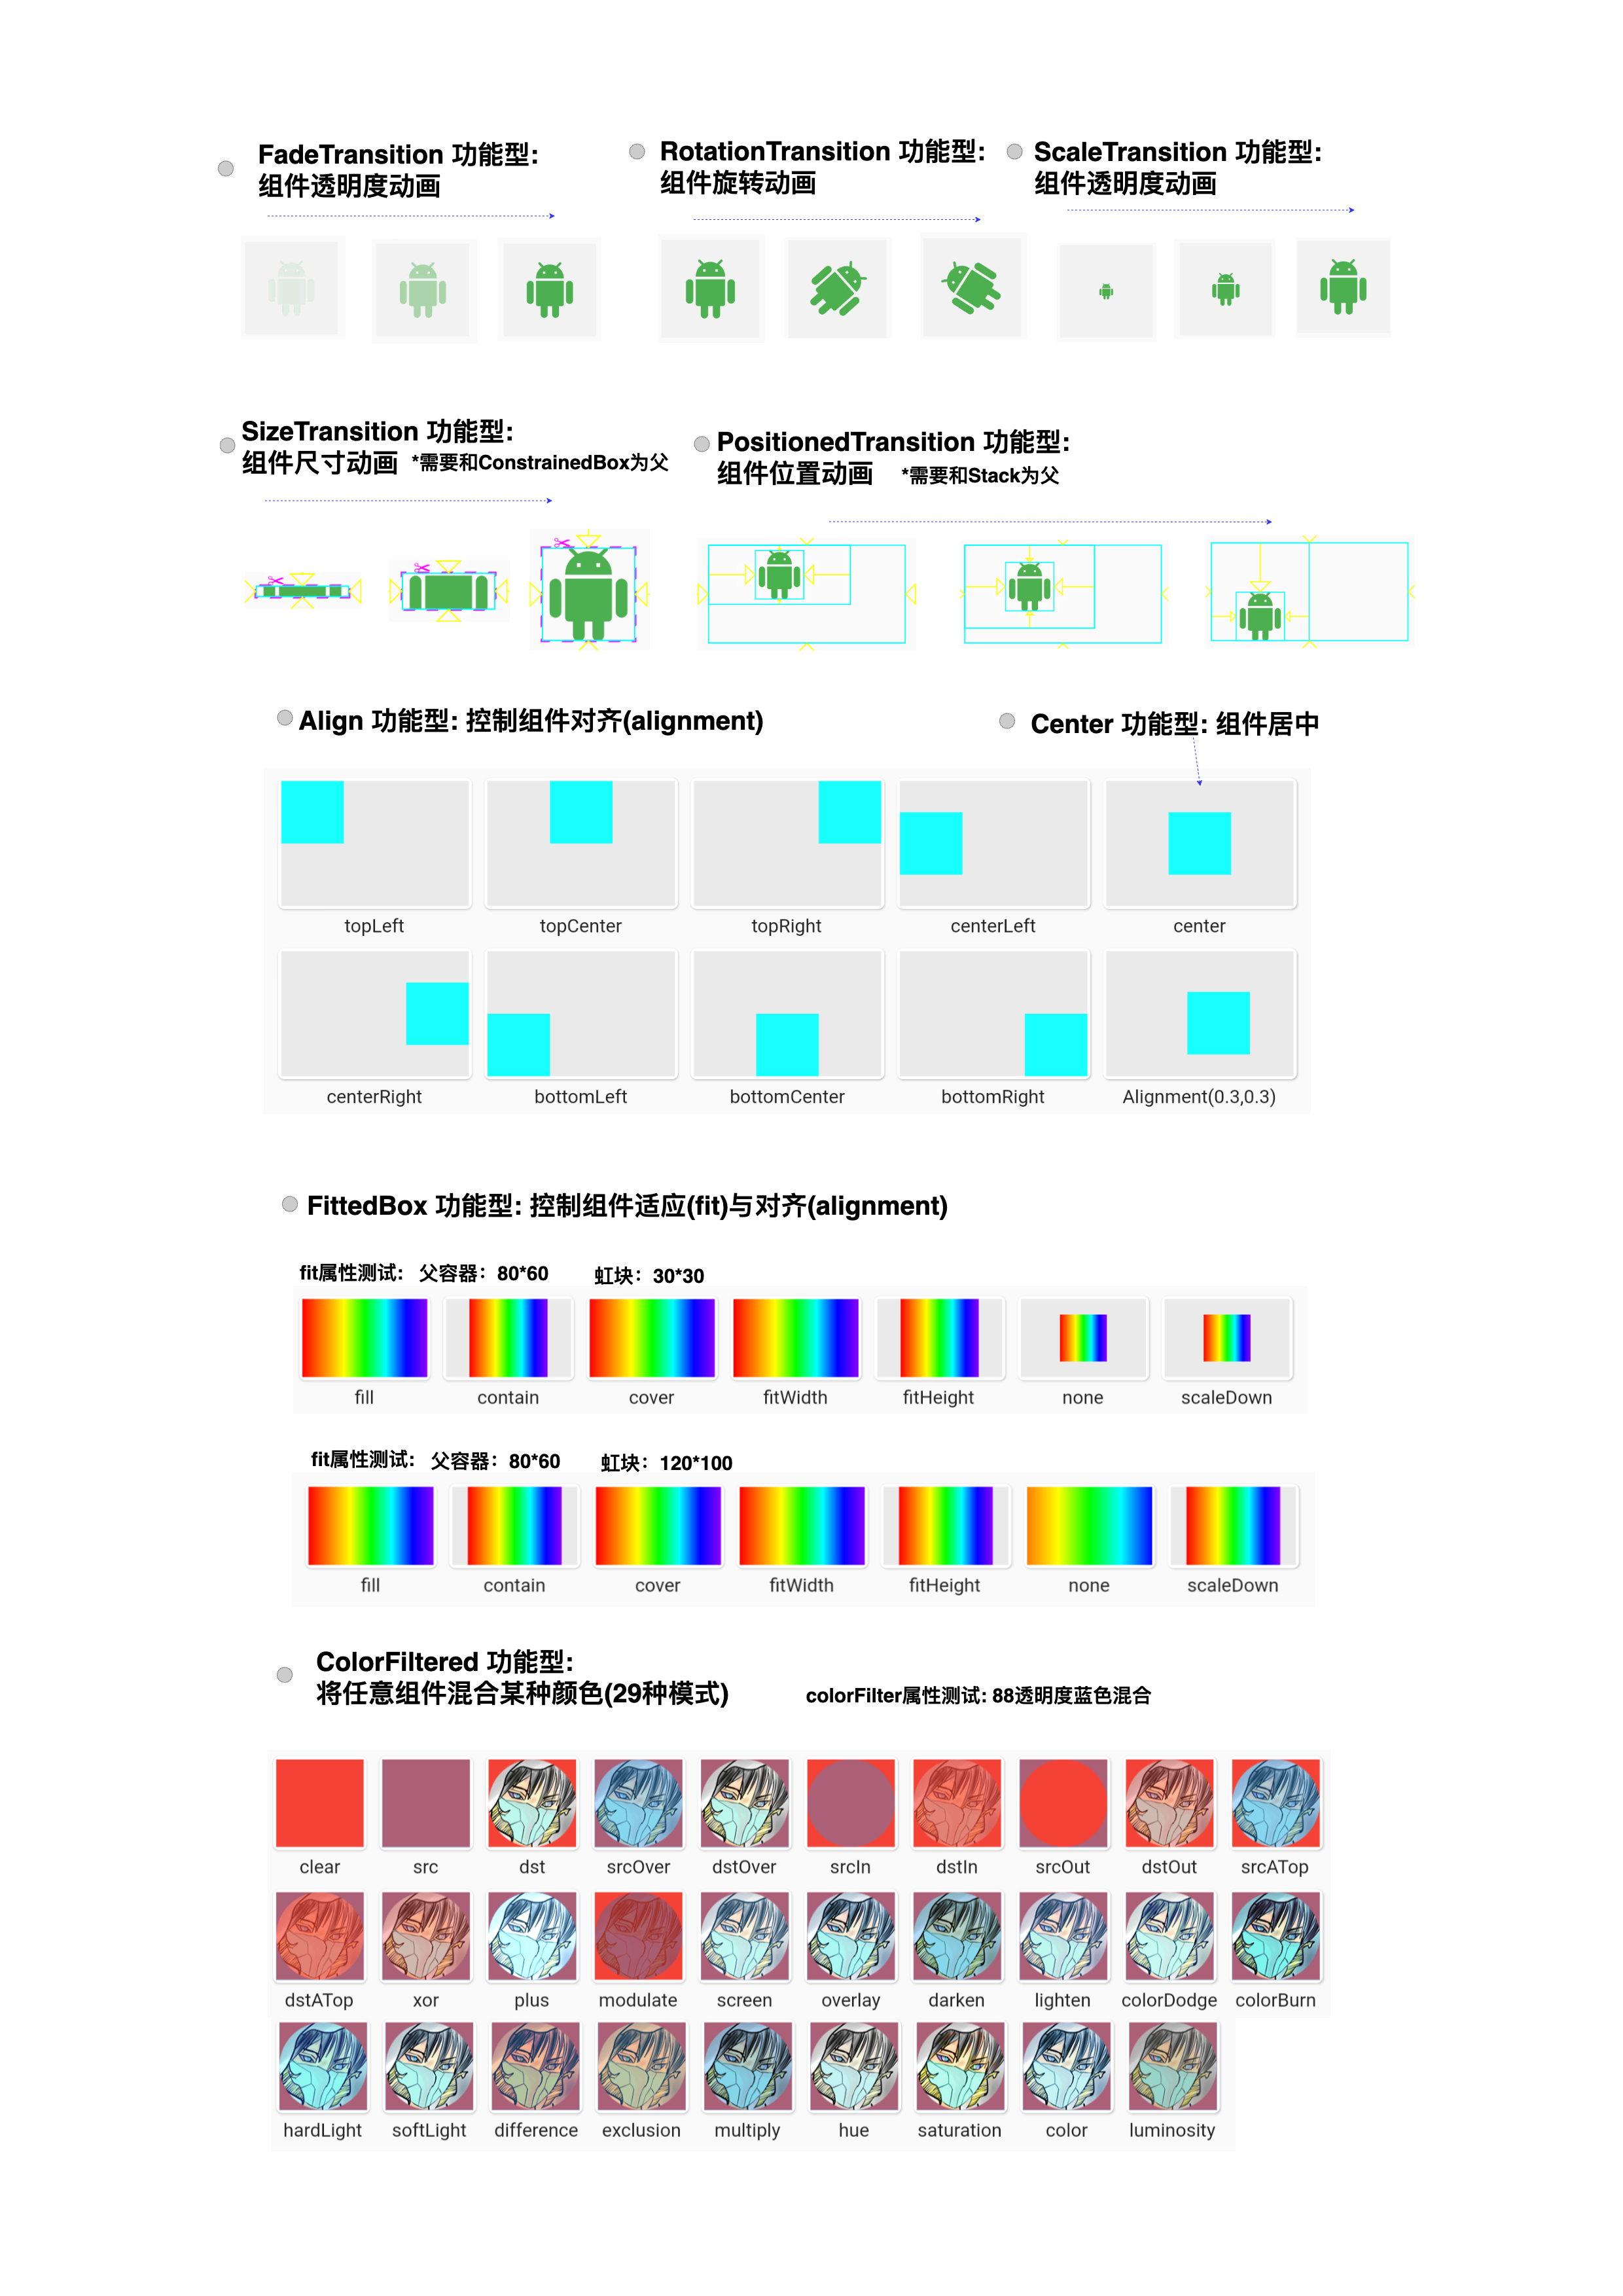 FadeTransition 功能型:
组件透明度动画
RotationTransition 功能型:
组件旋转动画
ScaleTransition 功能型:
组件透明度动画
SizeTransition 功能型:
组件尺寸动画 *需要和ConstrainedBox为父
PositionedTransition 功能型:
组件位置动画 *需要和Stack为父
Align 功能型: 控制组件对齐(alignment)
Center 功能型: 组件居中
topLeft topCenter topRight centerLeft center
centerRight bottomLeft bottomCenter bottomRight Alignment(0.3,0.3)
FittedBox 功能型: 控制组件适应(fit)与对齐(alignment)
fit属性测试: 父容器：80*60 虹块：30*30
fill contain cover fitWidth fitHeight none scaleDown
fit属性测试: 父容器：80*60 虹块：120*100
fill contain cover fitWidth fitHeight none scaleDown
ColorFiltered 功能型:
将任意组件混合某种颜色(29种模式) colorFilter属性测试: 88透明度蓝色混合
clear src dst srcOver dstOver srcIn dstIn srcOut dstOut srcATop
dstATop xor plus modulate screen overlay darken lighten colorDodge colorBurn
hardLight softLight difference exclusion multiply hue saturation color luminosity